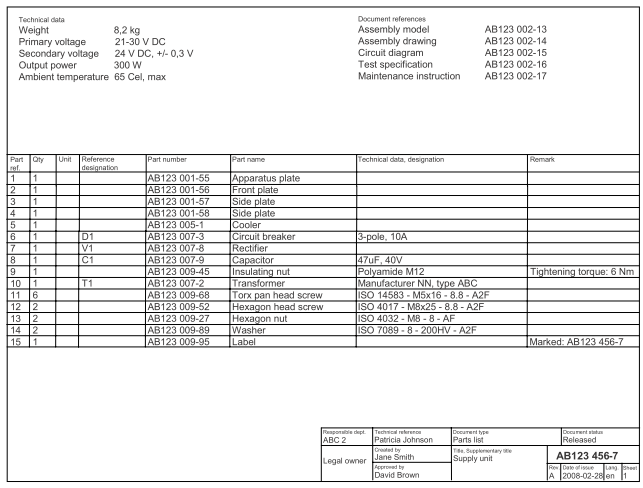 Technical data
Weight 8,2 kg
Primary voltage 21-30 V DC
Secondary voltage 24 V DC, +/- 0,3 V
Output power 300 W
Ambient temperature 65 Cel, max
Document references
Assembly model AB123 002-13
Assembly drawing AB123 002-14
Circuit diagram AB123 002-15
Test specification AB123 002-16
Maintenance instruction AB123 002-17
Part ref. Qty Unit Reference designation Part number Part name Technical data, designation Remark
1 1 AB123 001-55 Apparatus plate
2 1 AB123 001-56 Front plate
3 1 AB123 001-57 Side plate
4 1 AB123 001-58 Side plate
5 1 AB123 005-1 Cooler
6 1 D1 AB123 007-3 Circuit breaker 3-pole, 10A
7 1 V1 AB123 007-8 Rectifier
8 1 C1 AB123 007-9 Capacitor 47uF, 40V
9 1 AB123 009-45 Insulating nut Polyamide M12 Tightening torque: 6 Nm
10 1 T1 AB123 007-2 Transformer Manufacturer NN, type ABC
11 6 AB123 009-68 Torx pan head screw ISO 14583 - M5x16 - 8.8 - A2F
12 2 AB123 009-52 Hexagon head screw ISO 4017 - M8x25 - 8.8 - A2F
13 2 AB123 009-27 Hexagon nut ISO 4032 - M8 - 8 - AF
14 2 AB123 009-89 Washer ISO 7089 - 8 - 200HV - A2F
15 1 AB123 009-95 Label Marked: AB123 456-7
Responsible dept. Technical reference Document type Document status
ABC 2 Patricia Johnson Parts list Released
Legal owner
Created by
Jane Smith
Approved by
David Brown
Title, Supplementary title
Supply unit
AB123 456-7
Rev. Date of issue Lang. Sheet
A 2008-02-28 en 1